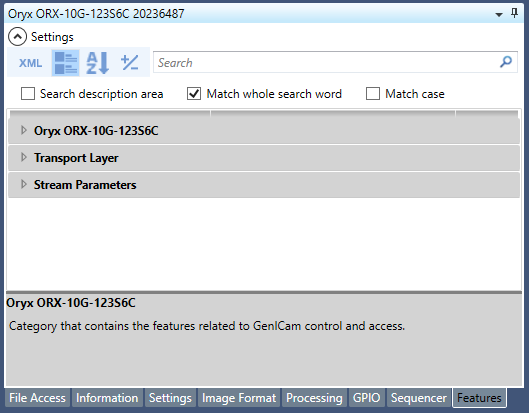 Oryx ORX-10G-123S6C 20236487
Settings
XML A Z +/- Search
Search description area Match whole search word Match case
Oryx ORX-10G-123S6C
Transport Layer
Stream Parameters
Oryx ORX-10G-123S6C
Category that contains the features related to GenICam control and access.
File Access Information Settings Image Format Processing GPIO Sequencer Features